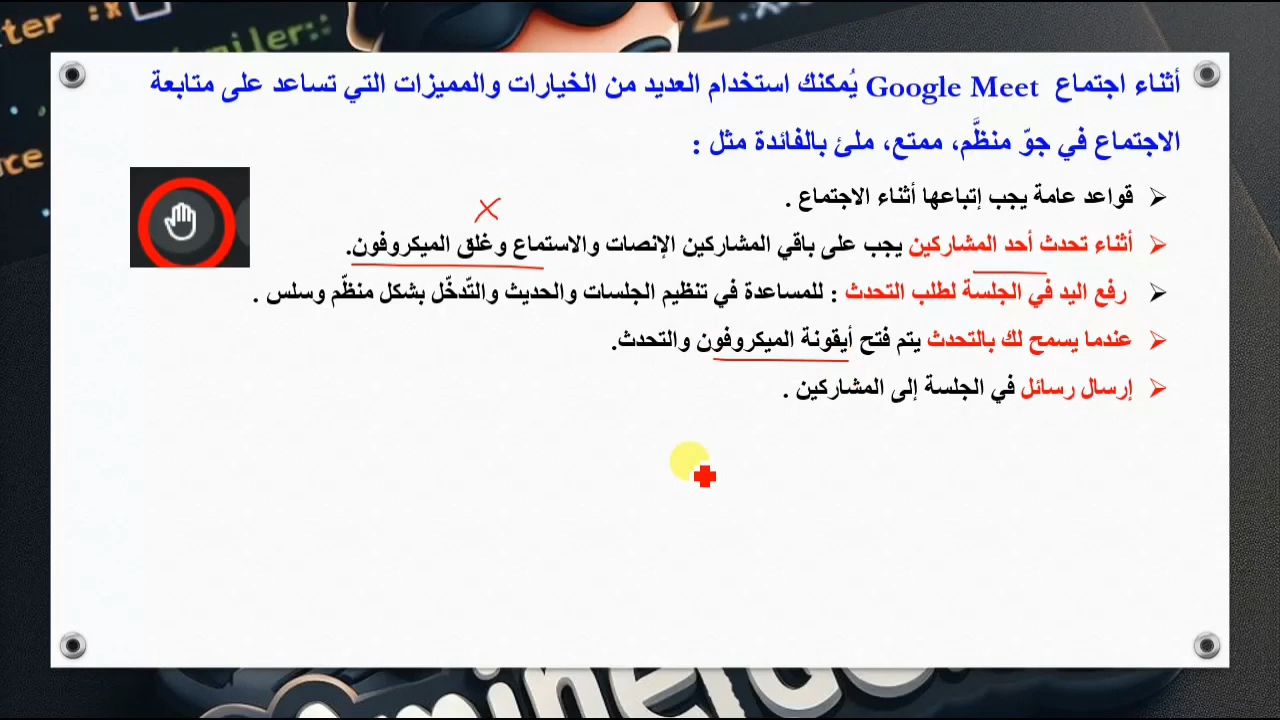 أثناء اجتماع Google Meet يُمكنك استخدام العديد من الخيارات والمميزات التي تساعد على متابعة
الاجتماع في جوّ منظَّم، ممتع، ملئ بالفائدة مثل :
قواعد عامة يجب إتباعها أثناء الاجتماع .
أثناء تحدث أحد المشاركين يجب على باقي المشاركين الإنصات والاستماع وغلق الميكروفون.
رفع اليد في الجلسة لطلب التحدث : للمساعدة في تنظيم الجلسات والحديث والتّدخّل بشكل منظّم وسلس .
عندما يسمح لك بالتحدث يتم فتح أيقونة الميكروفون والتحدث.
إرسال رسائل في الجلسة إلى المشاركين .